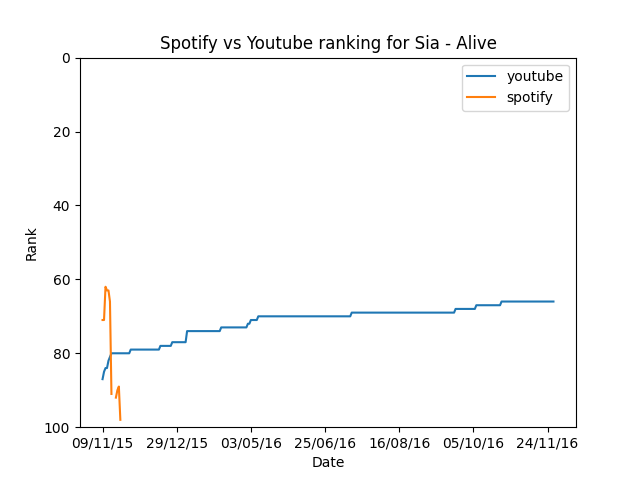 Spotify vs Youtube ranking for Sia - Alive
youtube
spotify
0
20
40
60
80
100
Rank
09/11/15 29/12/15 03/05/16 25/06/16 16/08/16 05/10/16 24/11/16
Date